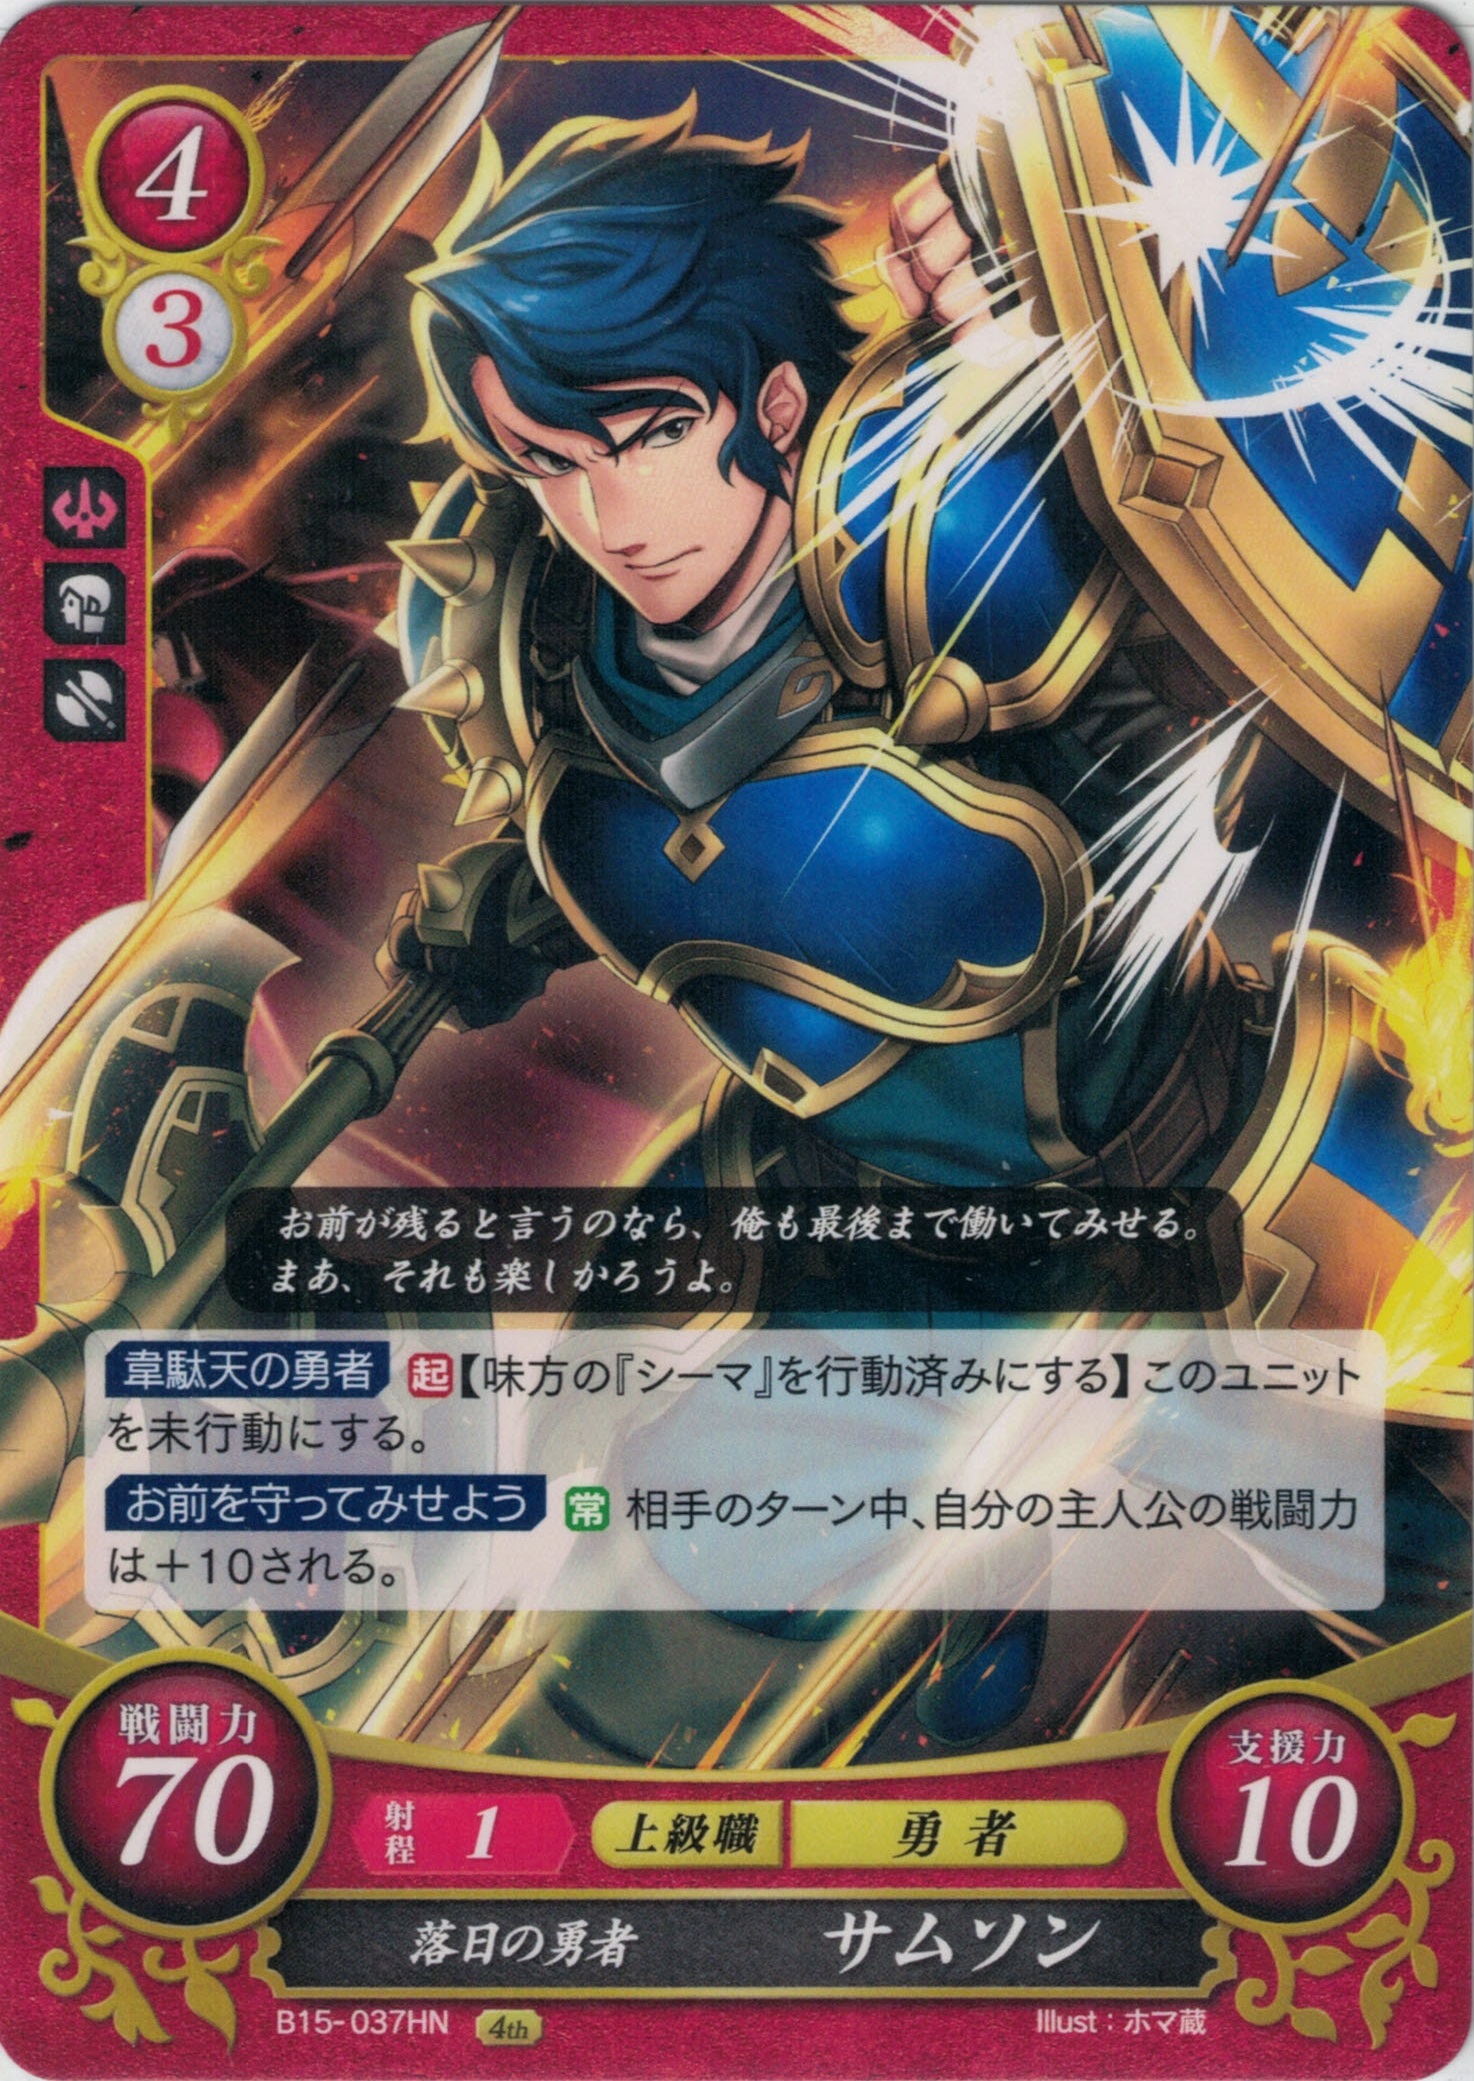 4
3
お前が残ると言うのなら、俺も最後まで働いてみせる。
まあ、それも楽しかろうよ。
韋駄天の勇者 起【味方の『シーマ』を行動済みにする】このユニット
を未行動にする。
お前を守ってみせよう 常 相手のターン中、自分の主人公の戦闘力
は＋10される。
戦闘力
70
射程 1
上級職 勇者
支援力
10
落日の勇者 サムソン
B15-037HN 4th
Illust：ホマ蔵